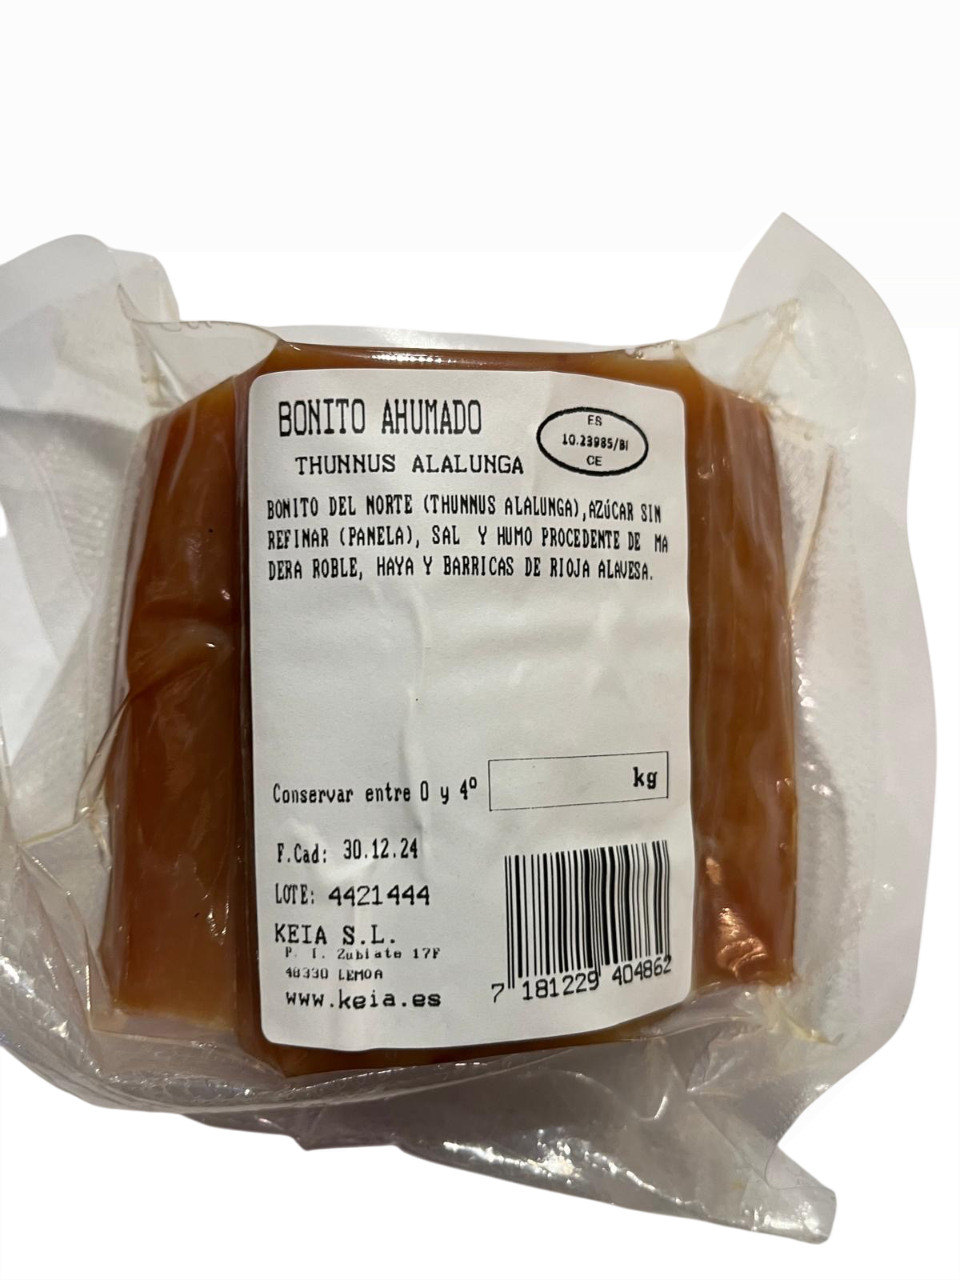 BONITO AHUMADO
THUNNUS ALALUNGA
ES
10.23985/BI
CE
BONITO DEL NORTE (THUNNUS ALALUNGA),AZÚCAR SIN
REFINAR (PANELA), SAL Y HUMO PROCEDENTE DE MA
DERA ROBLE, HAYA Y BARRICAS DE RIOJA ALAVESA.
Conservar entre 0 y 4º
kg
F.Cad: 30.12.24
LOTE: 4421444
KEIA S.L.
P. I. Zubiate 17F
48330 LEMOA
www.keia.es
7 181229 404862